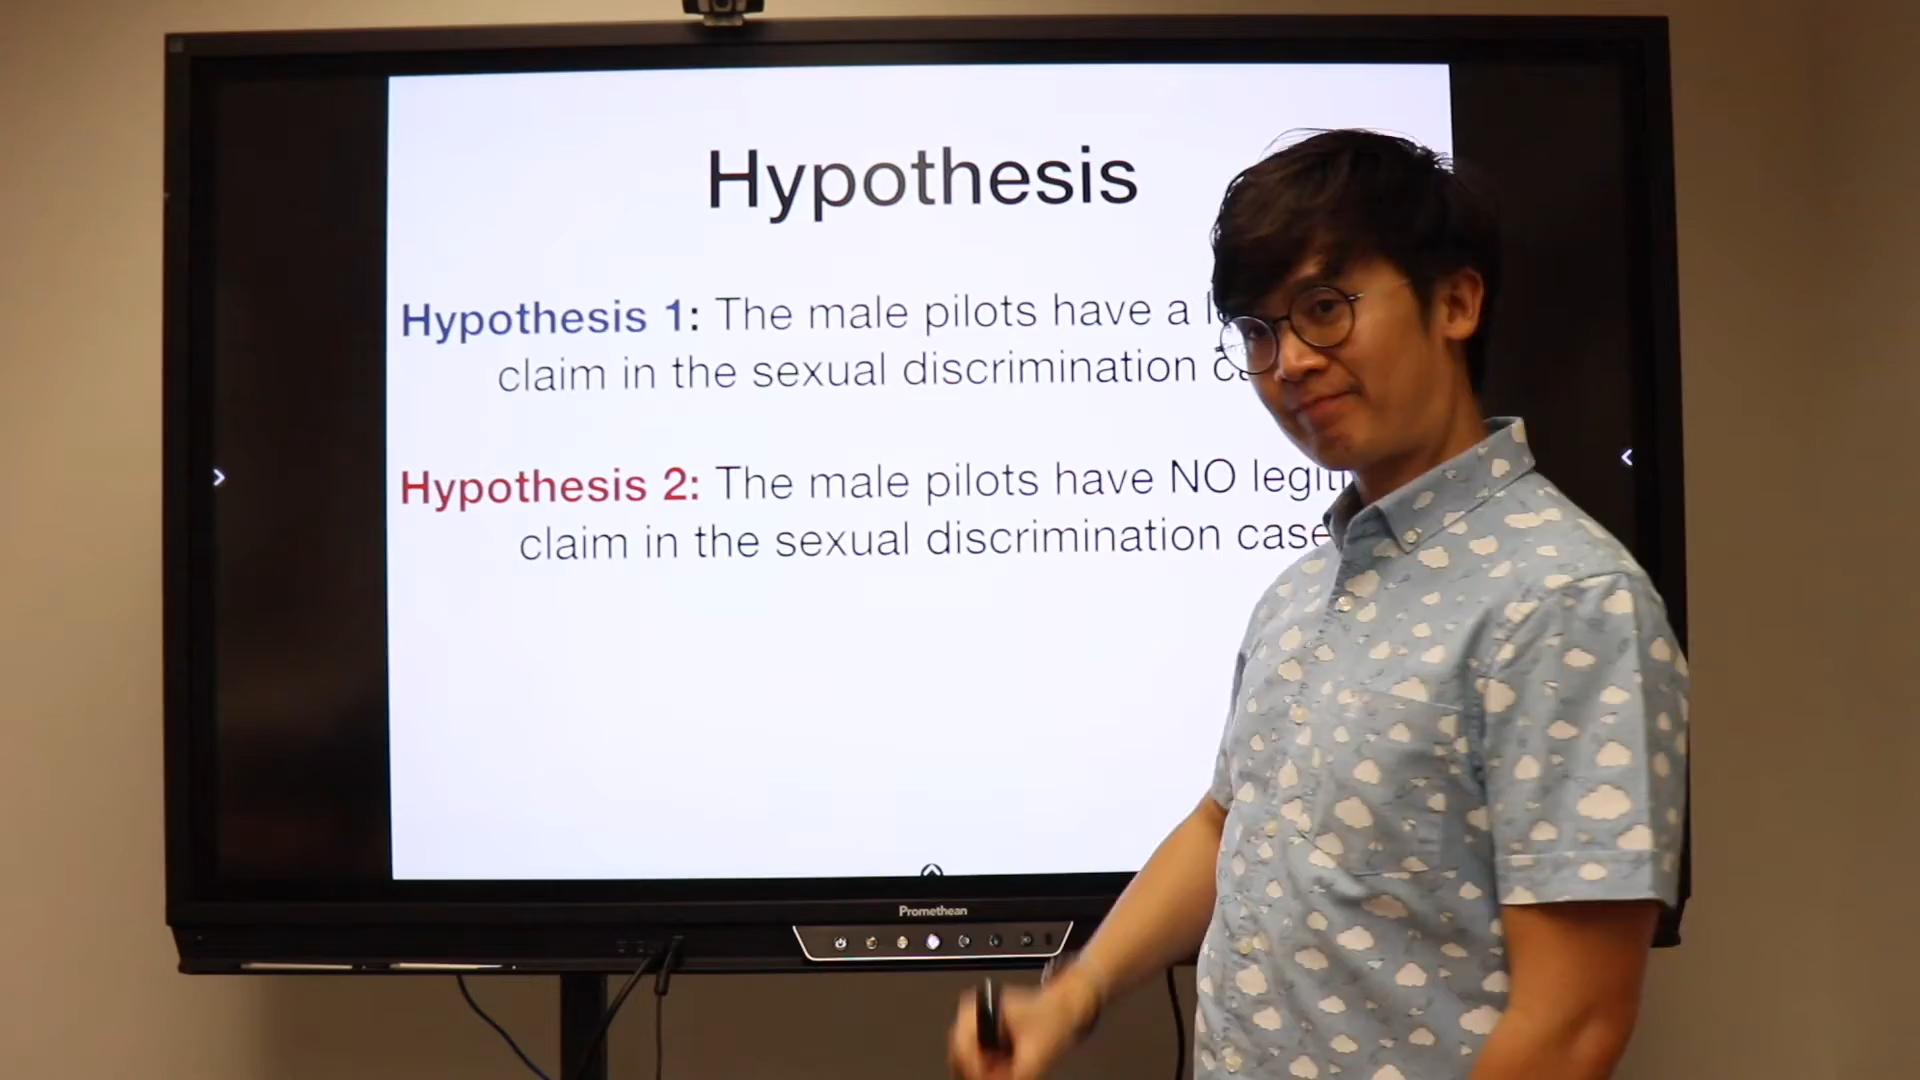 Hypothesis
Hypothesis 1: The male pilots have a
claim in the sexual discrimination
Hypothesis 2: The male pilots have NO
claim in the sexual discrimination case
Promethean